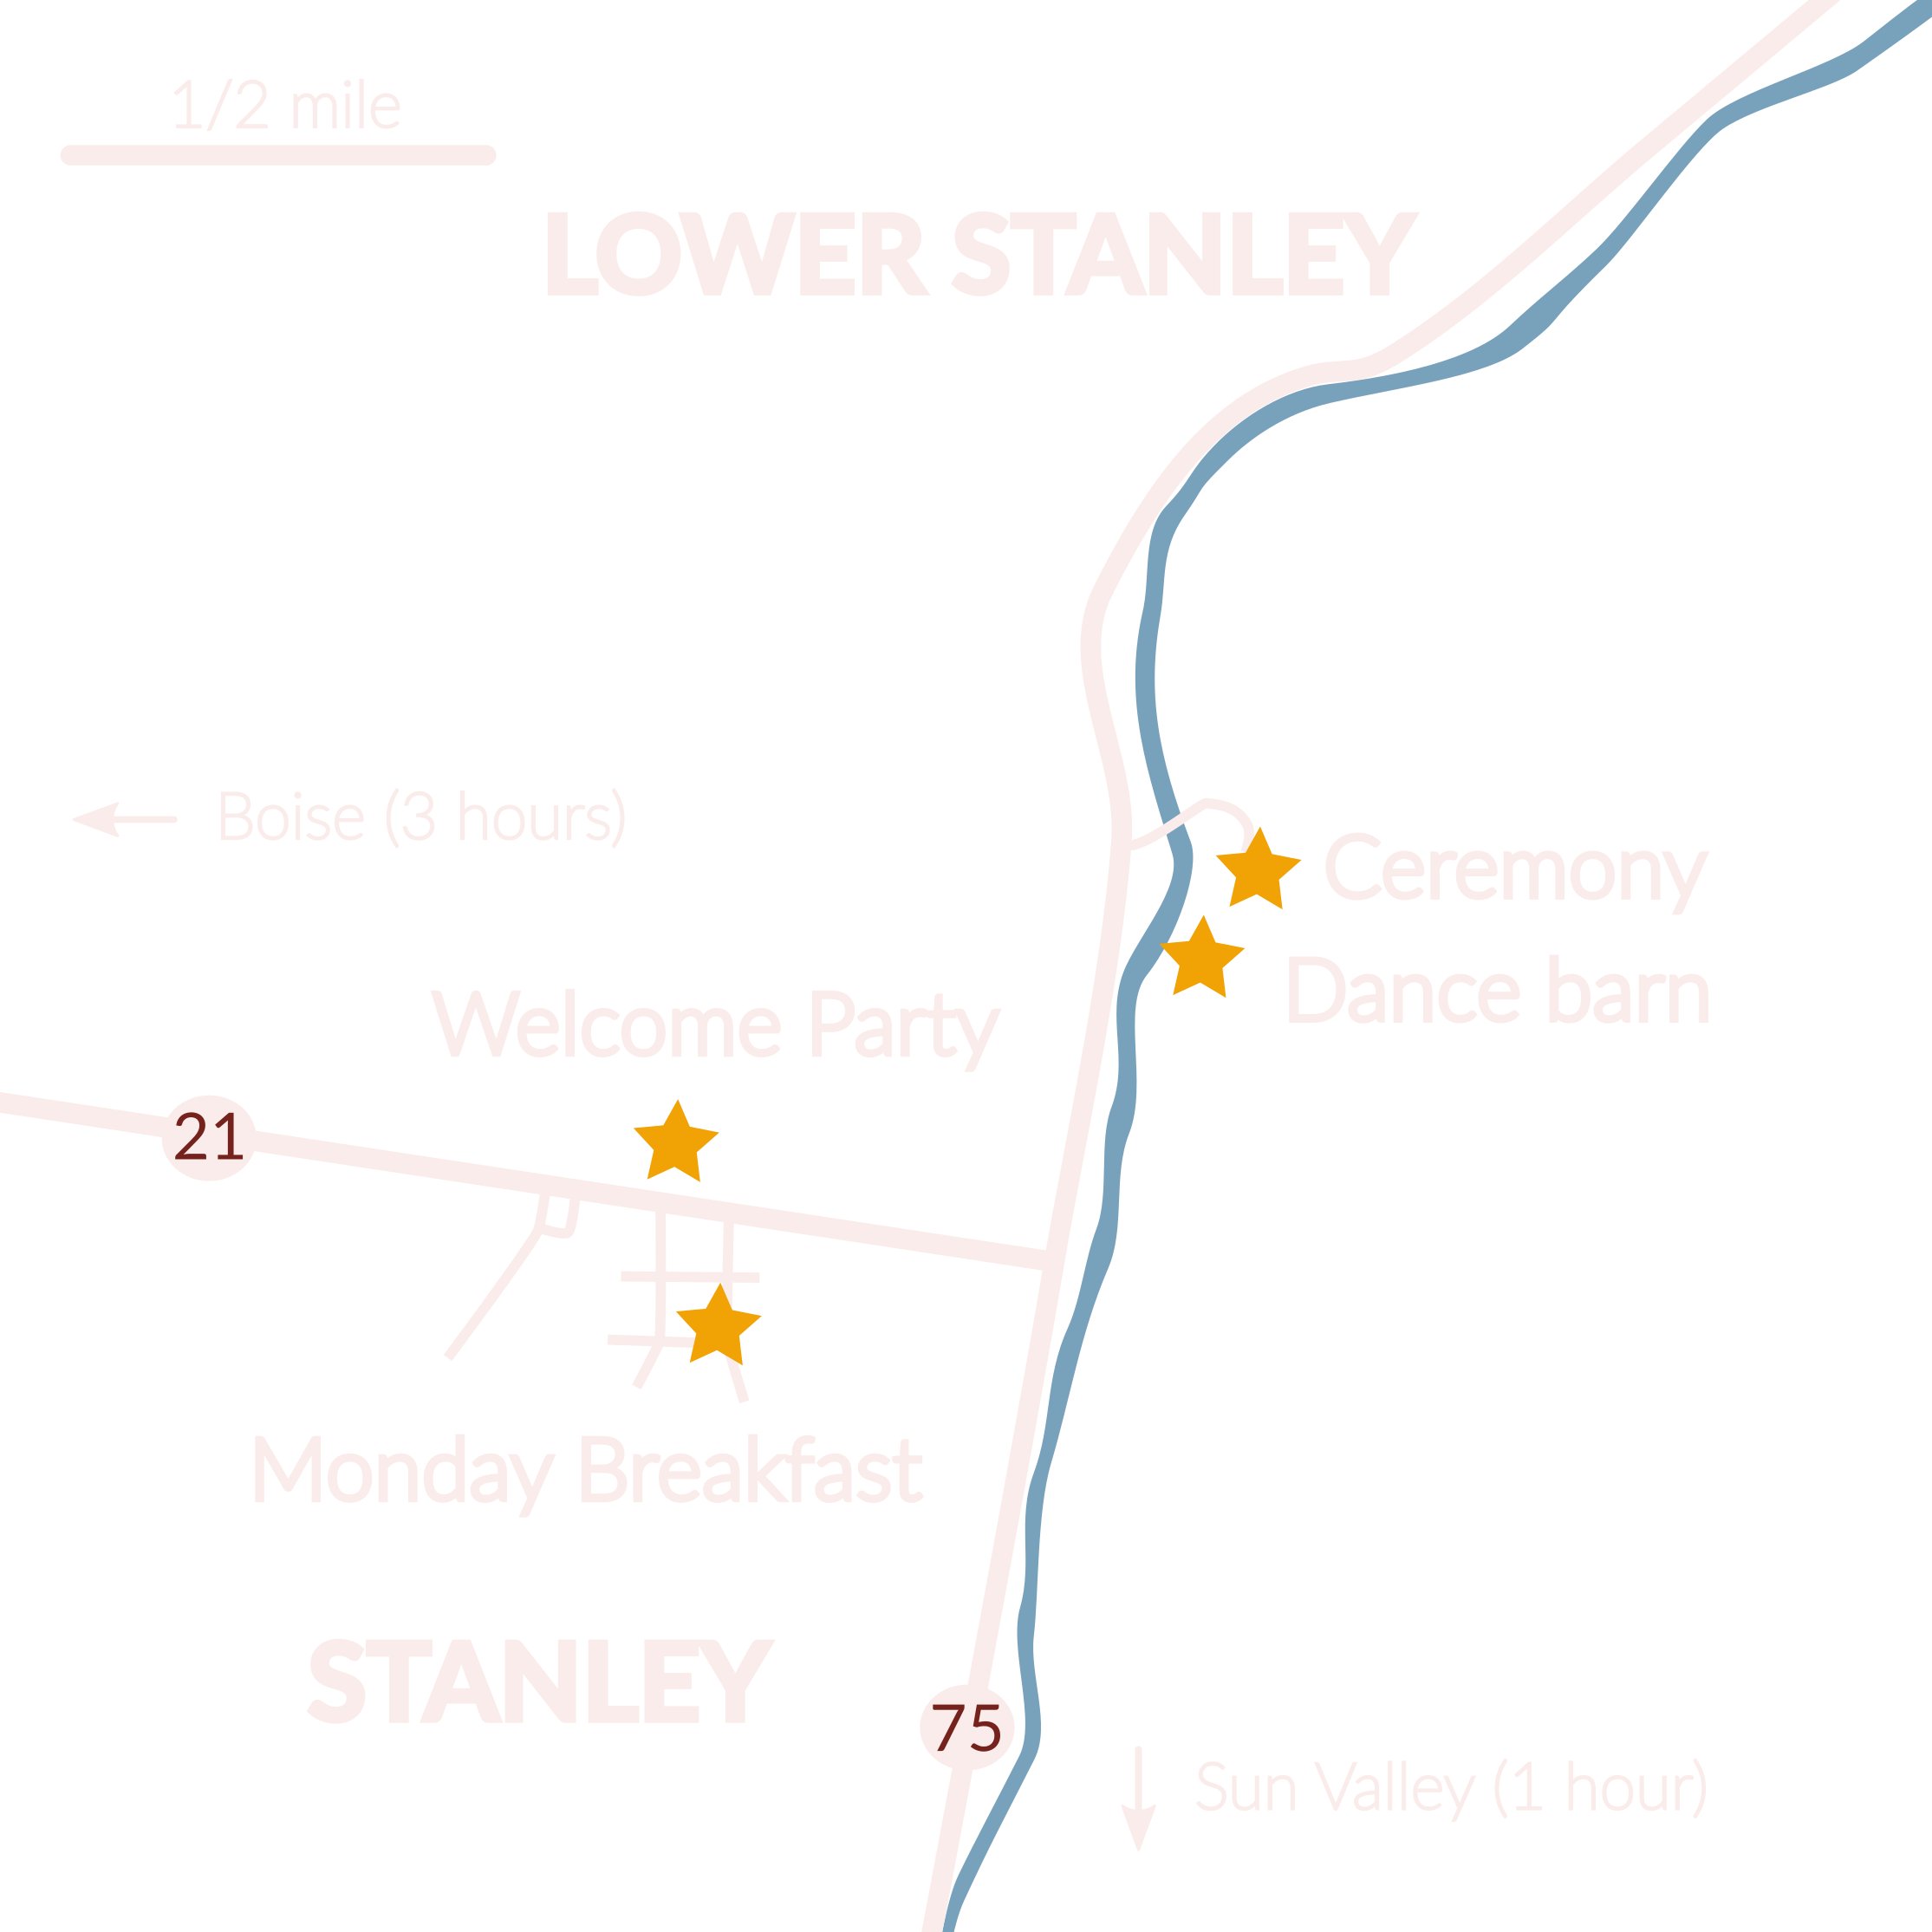 1/2 mile
LOWER STANLEY
Boise (3 hours)
Ceremony
Dance barn
Welcome Party
21
Monday Breakfast
STANLEY
75
Sun Valley (1 hour)